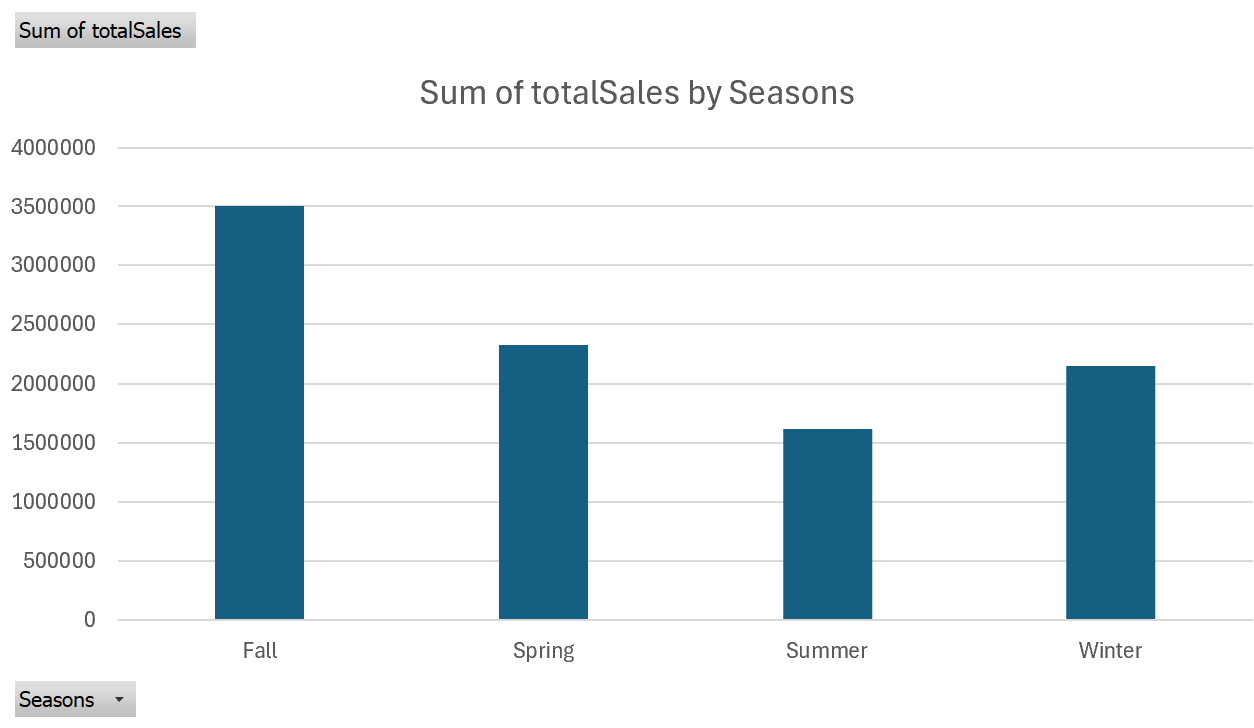 Sum of totalSales
Sum of totalSales by Seasons
4000000
3500000
3000000
2500000
2000000
1500000
1000000
500000
0
Fall Spring Summer Winter
Seasons